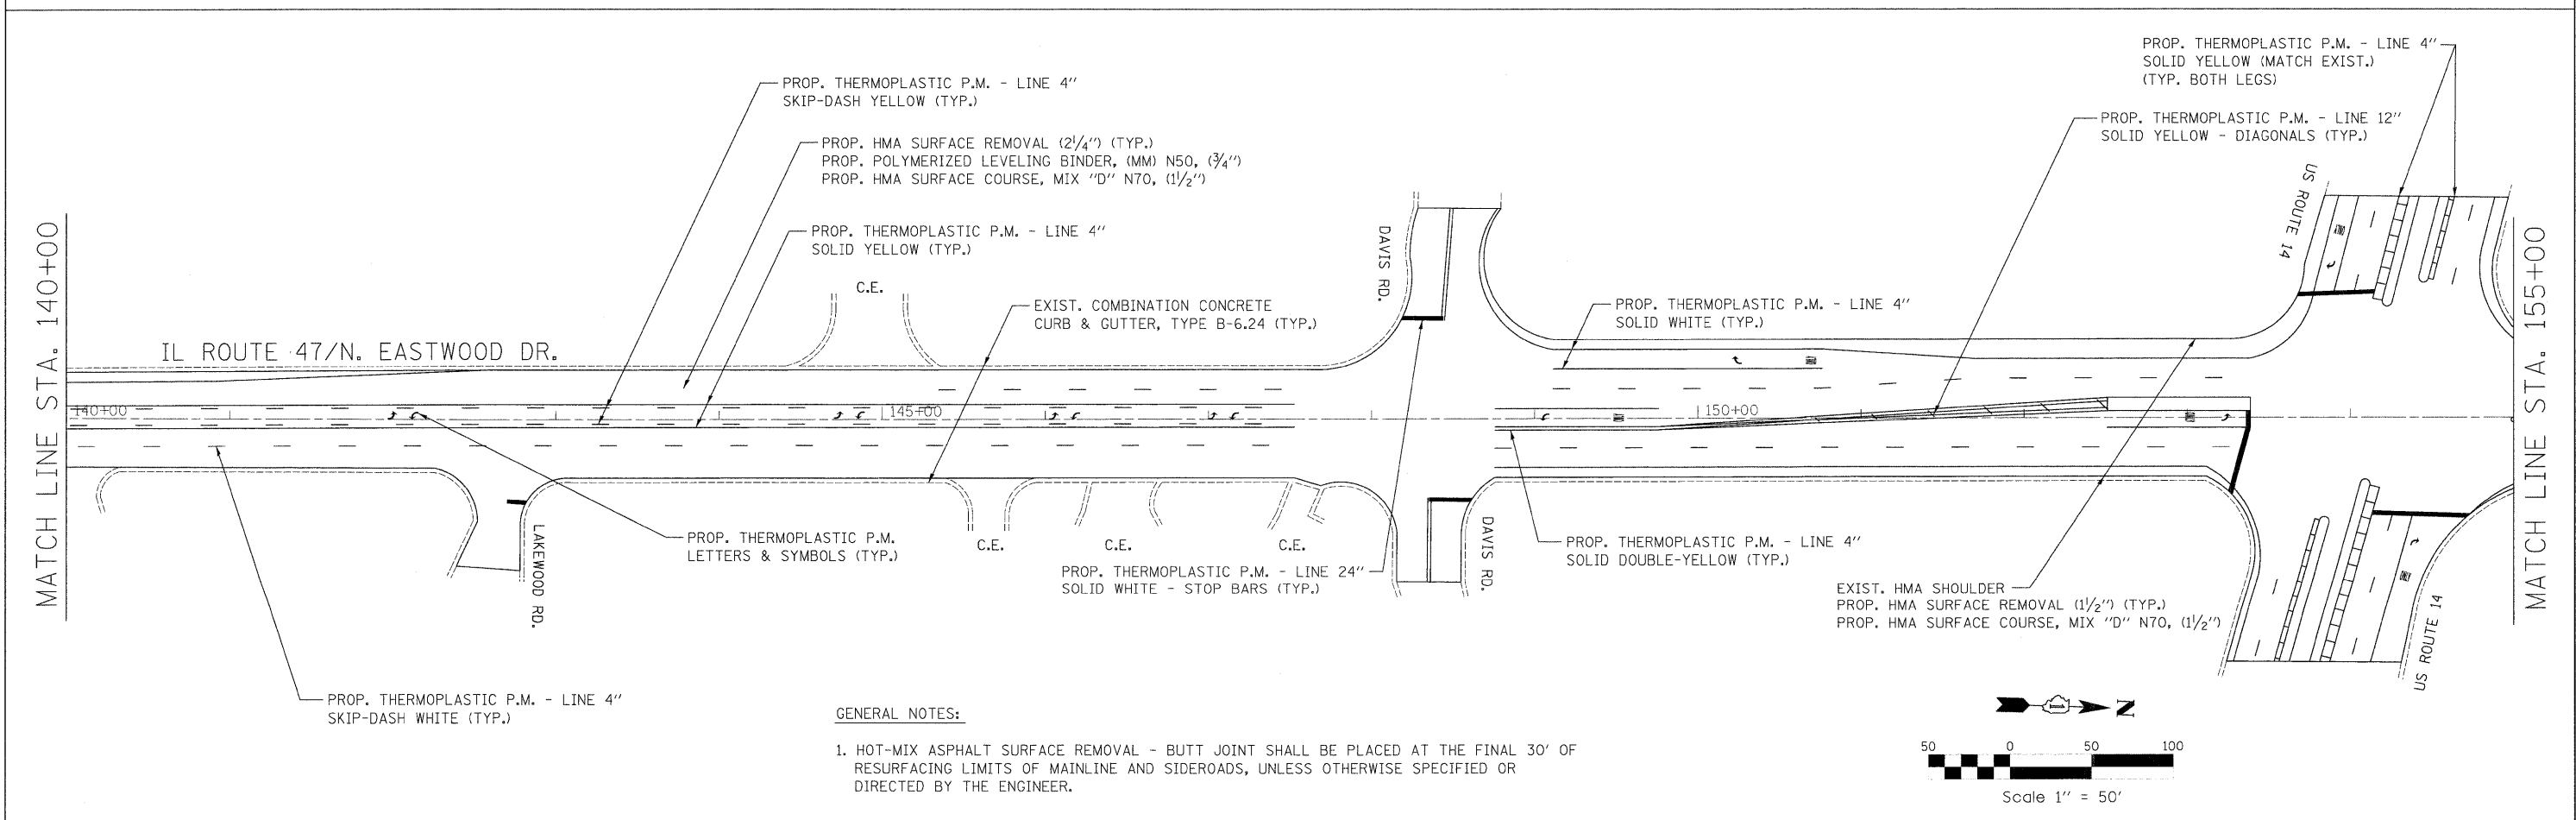 PROP. THERMOPLASTIC P.M. - LINE 4"
SOLID YELLOW (MATCH EXIST.)
(TYP. BOTH LEGS)
PROP. THERMOPLASTIC P.M. - LINE 4"
SKIP-DASH YELLOW (TYP.)
PROP. THERMOPLASTIC P.M. - LINE 12"
SOLID YELLOW - DIAGONALS (TYP.)
PROP. HMA SURFACE REMOVAL (2 1/4") (TYP.)
PROP. POLYMERIZED LEVELING BINDER, (MM) N50, (3/4")
PROP. HMA SURFACE COURSE, MIX "D" N70, (1 1/2")
US ROUTE 14
MATCH LINE STA. 140+00
PROP. THERMOPLASTIC P.M. - LINE 4"
SOLID YELLOW (TYP.)
DAVIS RD.
MATCH LINE STA. 155+00
C.E.
EXIST. COMBINATION CONCRETE
CURB & GUTTER, TYPE B-6.24 (TYP.)
PROP. THERMOPLASTIC P.M. - LINE 4"
SOLID WHITE (TYP.)
IL ROUTE 47/N. EASTWOOD DR.
140+00
145+00
150+00
LAKEWOOD RD.
PROP. THERMOPLASTIC P.M.
LETTERS & SYMBOLS (TYP.)
C.E.
C.E.
C.E.
DAVIS RD.
PROP. THERMOPLASTIC P.M. - LINE 4"
SOLID DOUBLE-YELLOW (TYP.)
PROP. THERMOPLASTIC P.M. - LINE 24"
SOLID WHITE - STOP BARS (TYP.)
EXIST. HMA SHOULDER
PROP. HMA SURFACE REMOVAL (1 1/2") (TYP.)
PROP. HMA SURFACE COURSE, MIX "D" N70, (1 1/2")
US ROUTE 14
PROP. THERMOPLASTIC P.M. - LINE 4"
SKIP-DASH WHITE (TYP.)
GENERAL NOTES:
1. HOT-MIX ASPHALT SURFACE REMOVAL - BUTT JOINT SHALL BE PLACED AT THE FINAL 30' OF
RESURFACING LIMITS OF MAINLINE AND SIDEROADS, UNLESS OTHERWISE SPECIFIED OR
DIRECTED BY THE ENGINEER.
N
50 0 50 100
Scale 1" = 50'